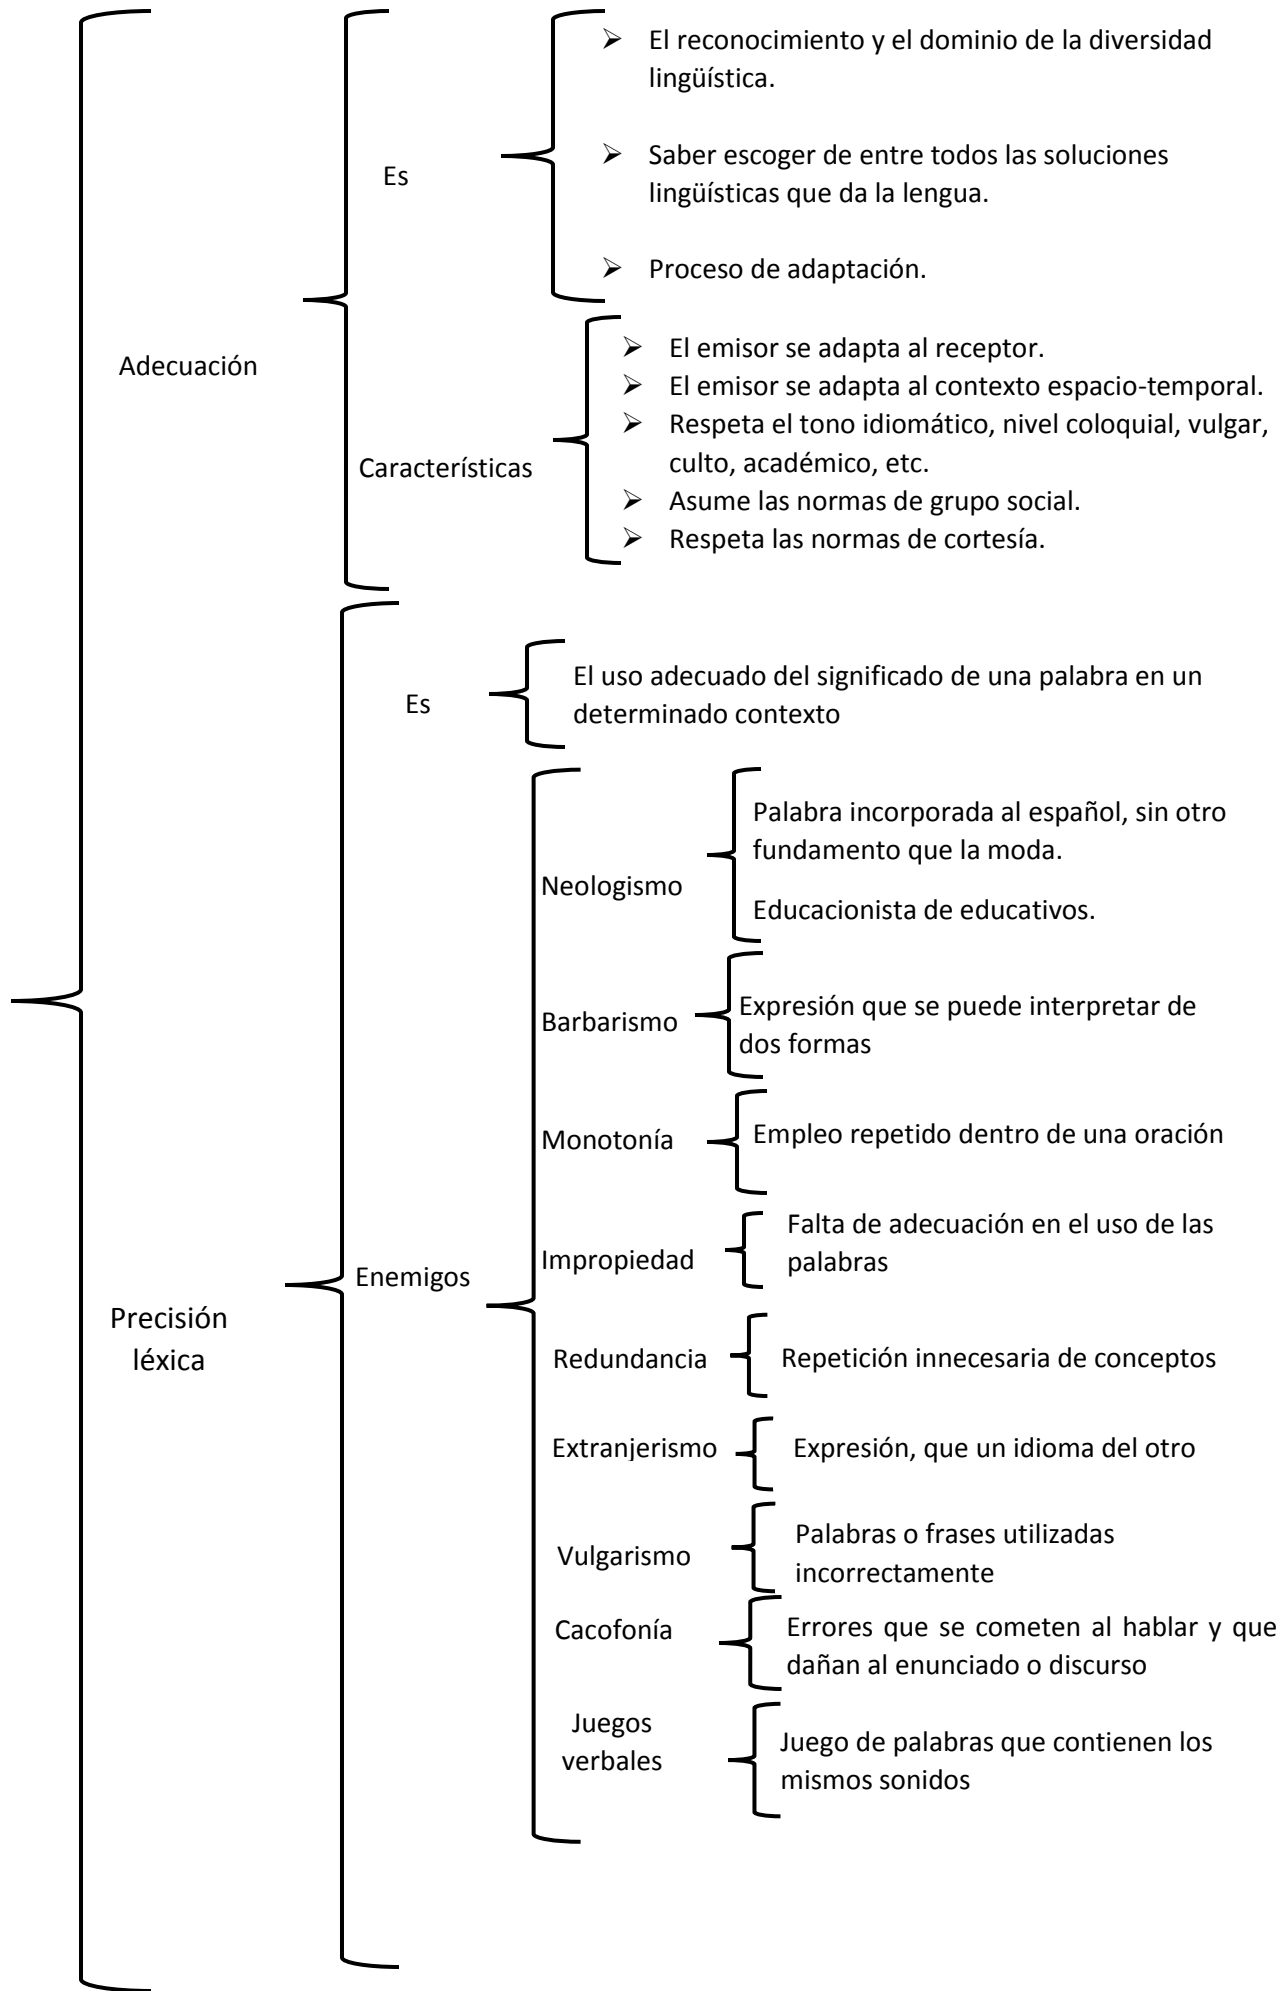 ➢ El reconocimiento y el dominio de la diversidad
lingüística.
➢ Saber escoger de entre todos las soluciones
lingüísticas que da la lengua.
Es
➢ Proceso de adaptación.
Adecuación
➢ El emisor se adapta al receptor.
➢ El emisor se adapta al contexto espacio-temporal.
➢ Respeta el tono idiomático, nivel coloquial, vulgar,
culto, académico, etc.
Características
➢ Asume las normas de grupo social.
➢ Respeta las normas de cortesía.
Es
El uso adecuado del significado de una palabra en un
determinado contexto
Neologismo
Palabra incorporada al español, sin otro
fundamento que la moda.
Educacionista de educativos.
Barbarismo
Expresión que se puede interpretar de
dos formas
Monotonía
Empleo repetido dentro de una oración
Impropiedad
Falta de adecuación en el uso de las
palabras
Enemigos
Precisión
léxica
Redundancia
Repetición innecesaria de conceptos
Extranjerismo
Expresión, que un idioma del otro
Vulgarismo
Palabras o frases utilizadas
incorrectamente
Cacofonía
Errores que se cometen al hablar y que
dañan al enunciado o discurso
Juegos
verbales
Juego de palabras que contienen los
mismos sonidos